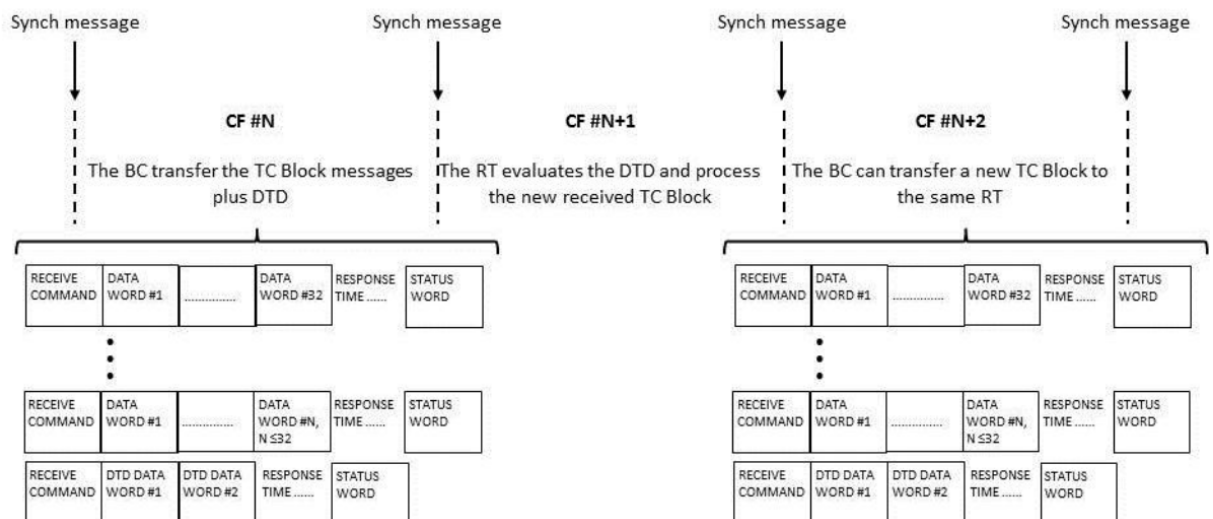 Synch message
Synch message
Synch message
Synch message
CF #N
CF #N+1
CF #N+2
The BC transfer the TC Block messages
plus DTD
The RT evaluates the DTD and process
the new received TC Block
The BC can transfer a new TC Block to
the same RT
RECEIVE
COMMAND
DATA
WORD #1
...............
DATA
WORD #32
RESPONSE
TIME ......
STATUS
WORD
RECEIVE
COMMAND
DATA
WORD #1
...............
DATA
WORD #32
RESPONSE
TIME ......
STATUS
WORD
RECEIVE
COMMAND
DATA
WORD #1
...............
DATA
WORD #N,
N ≤32
RESPONSE
TIME ......
STATUS
WORD
RECEIVE
COMMAND
DATA
WORD #1
...............
DATA
WORD #N,
N ≤32
RESPONSE
TIME ......
STATUS
WORD
RECEIVE
COMMAND
DTD DATA
WORD #1
DTD DATA
WORD #2
RESPONSE
TIME ......
STATUS
WORD
RECEIVE
COMMAND
DTD DATA
WORD #1
DTD DATA
WORD #2
RESPONSE
TIME ......
STATUS
WORD